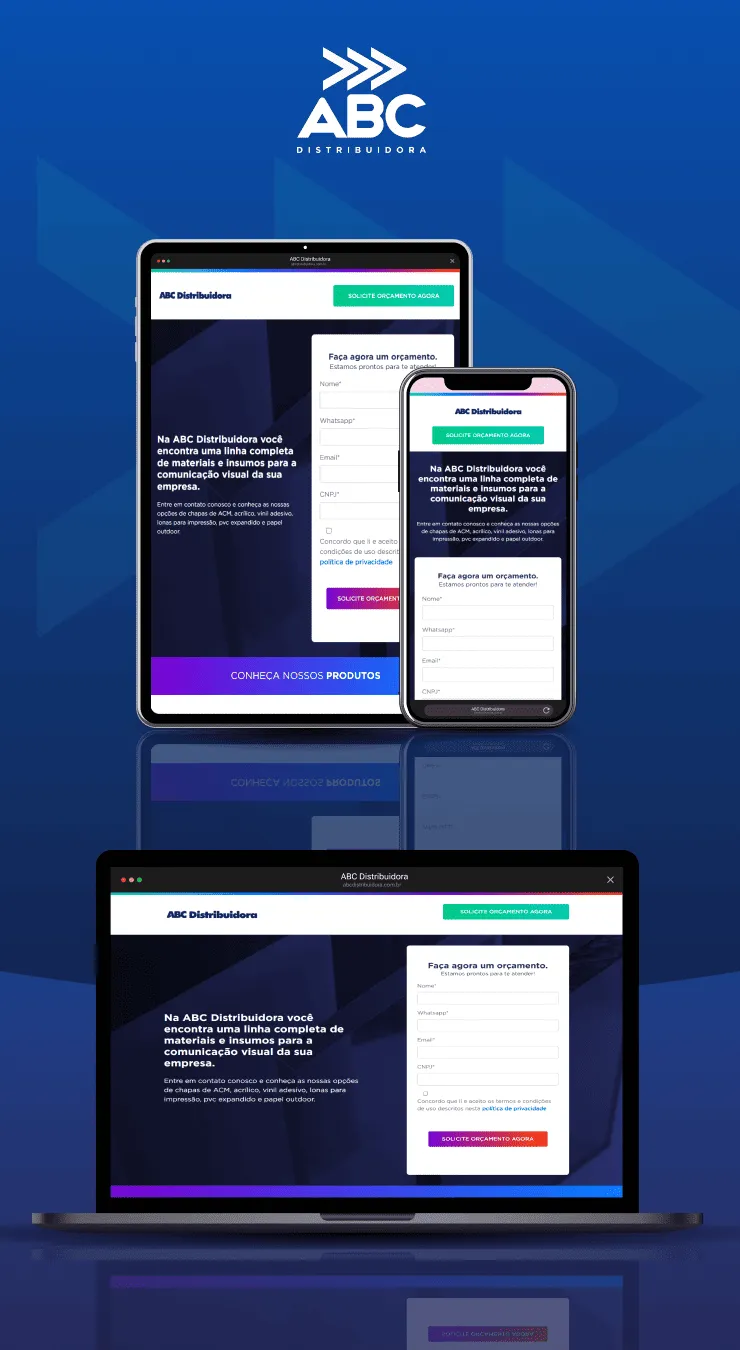 ABC
DISTRIBUIDORA
ABC Distribuidora
ABC Distribuidora
SOLICITE ORÇAMENTO AGORA
Na ABC Distribuidora você
encontra uma linha completa
de materiais e insumos para a
comunicação visual da sua
empresa.
Entre em contato conosco e conheça as nossas
opções de chapas de ACM, acrílico, vinil adesivo,
lonas para impressão, pvc expandido e papel
outdoor.
Faça agora um orçamento.
Estamos prontos para te atender!
Nome*
Whatsapp*
Email*
CNPJ*
Concordo que li e aceito
condições de uso descrit
política de privacidade
SOLICITE ORÇAMENT
CONHEÇA NOSSOS PRODUTOS
ABC Distribuidora
SOLICITE ORÇAMENTO AGORA
Na ABC Distribuidora você
encontra uma linha completa de
materiais e insumos para a
comunicação visual da sua
empresa.
Entre em contato conosco e conheça as nossas opções
de chapas de ACM, acrílico, vinil adesivo, lonas para
impressão, pvc expandido e papel outdoor.
Faça agora um orçamento.
Estamos prontos para te atender!
Nome*
Whatsapp*
Email*
CNPJ*
ABC Distribuidora
CONHEÇA NOSSOS PRODUTOS
ABC Distribuidora
abcdistribuidora.com.br
ABC Distribuidora
SOLICITE ORÇAMENTO AGORA
Na ABC Distribuidora você
encontra uma linha completa de
materiais e insumos para a
comunicação visual da sua
empresa.
Entre em contato conosco e conheça as nossas opções
de chapas de ACM, acrílico, vinil adesivo, lonas para
impressão, pvc expandido e papel outdoor.
Faça agora um orçamento.
Estamos prontos para te atender!
Nome*
Whatsapp*
Email*
CNPJ*
Concordo que li e aceito os termos e condições
de uso descritos nesta política de privacidade
SOLICITE ORÇAMENTO AGORA